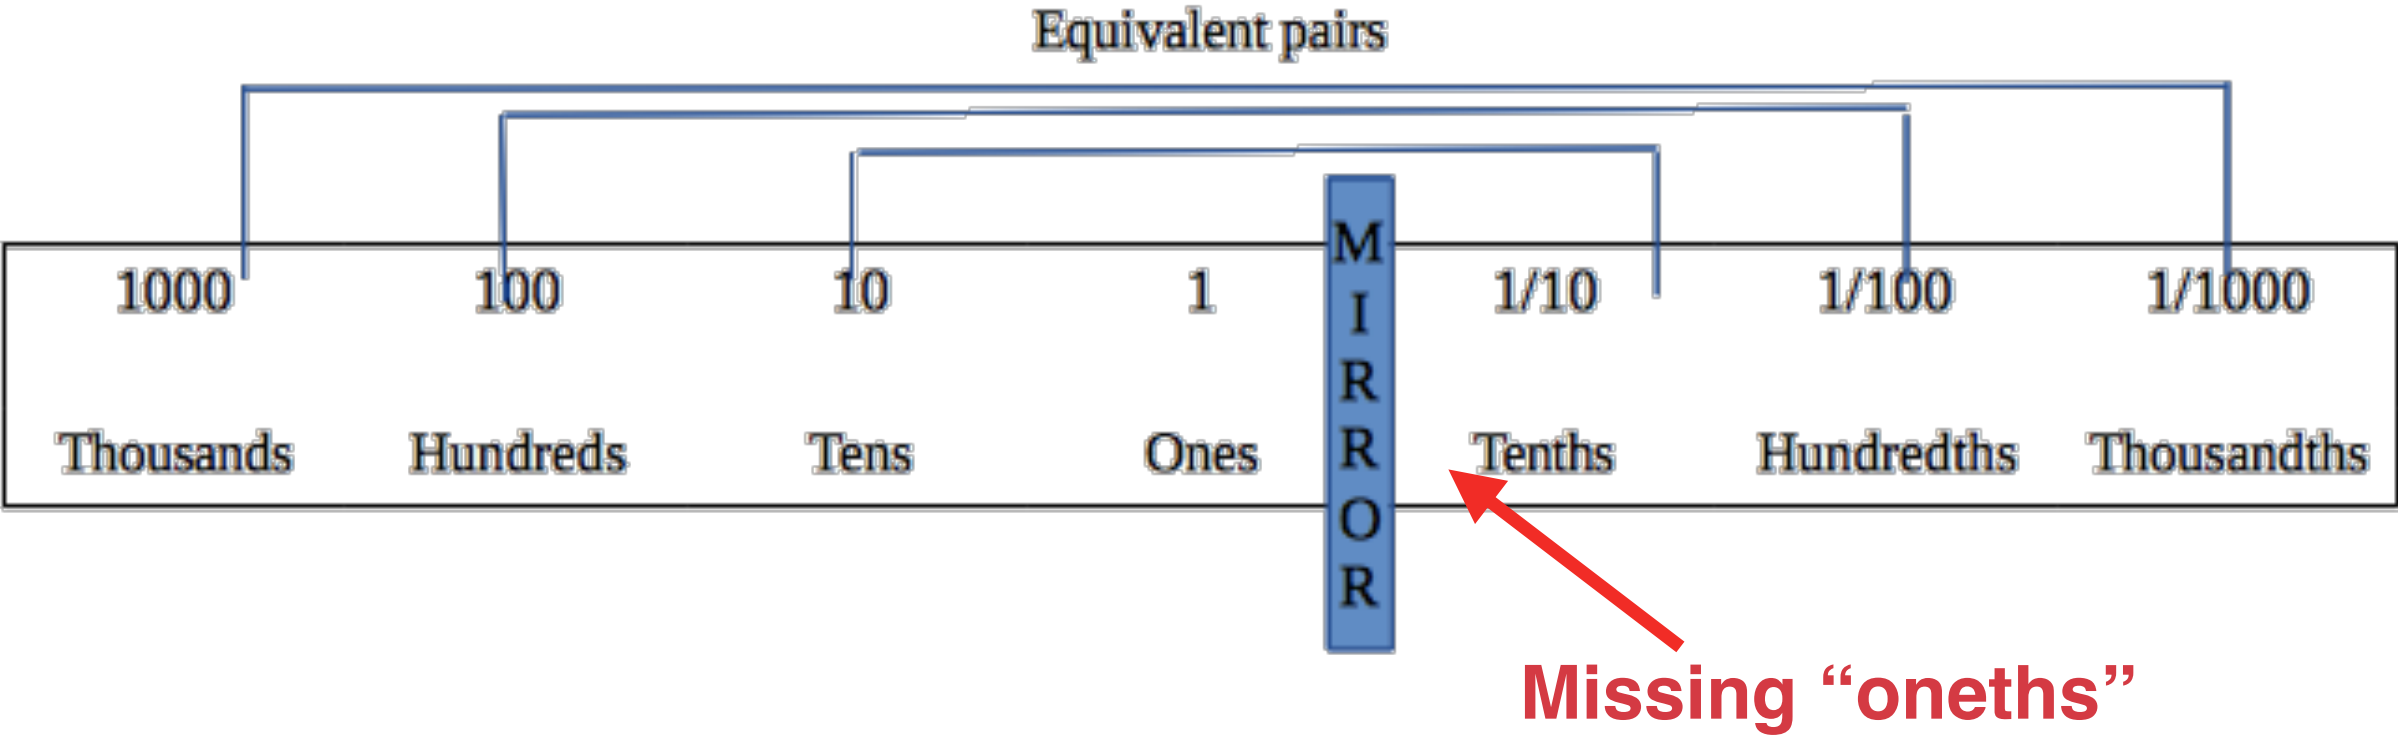 Equivalent pairs
1000 100 10 1 1/10 1/100 1/1000
Thousands Hundreds Tens Ones Tenths Hundredths Thousandths
MIRROR
Missing “oneths”